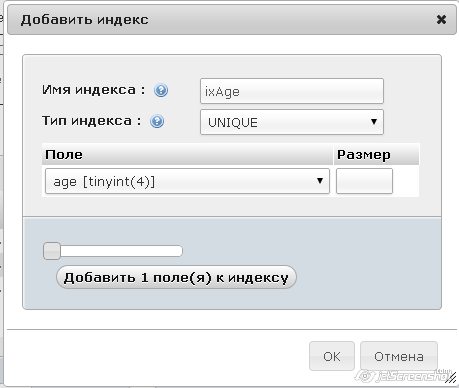 Добавить индекс
Имя индекса : ixAge
Тип индекса : UNIQUE
Поле Размер
age [tinyint(4)]
Добавить 1 поле(я) к индексу
OK Отмена
jetScreenshot